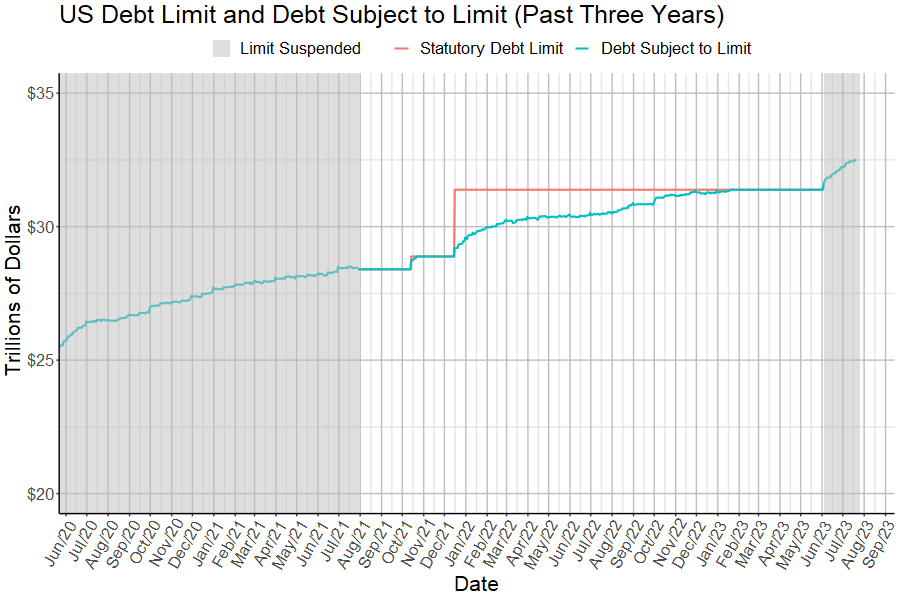 US Debt Limit and Debt Subject to Limit (Past Three Years)
Limit Suspended Statutory Debt Limit Debt Subject to Limit
Trillions of Dollars
$35
$30
$25
$20
Jun/20 Jul/20 Aug/20 Sep/20 Oct/20 Nov/20 Dec/20 Jan/21 Feb/21 Mar/21 Apr/21 May/21 Jun/21 Jul/21 Aug/21 Sep/21 Oct/21 Nov/21 Dec/21 Jan/22 Feb/22 Mar/22 Apr/22 May/22 Jun/22 Jul/22 Aug/22 Sep/22 Oct/22 Nov/22 Dec/22 Jan/23 Feb/23 Mar/23 Apr/23 May/23 Jun/23 Jul/23 Aug/23 Sep/23
Date